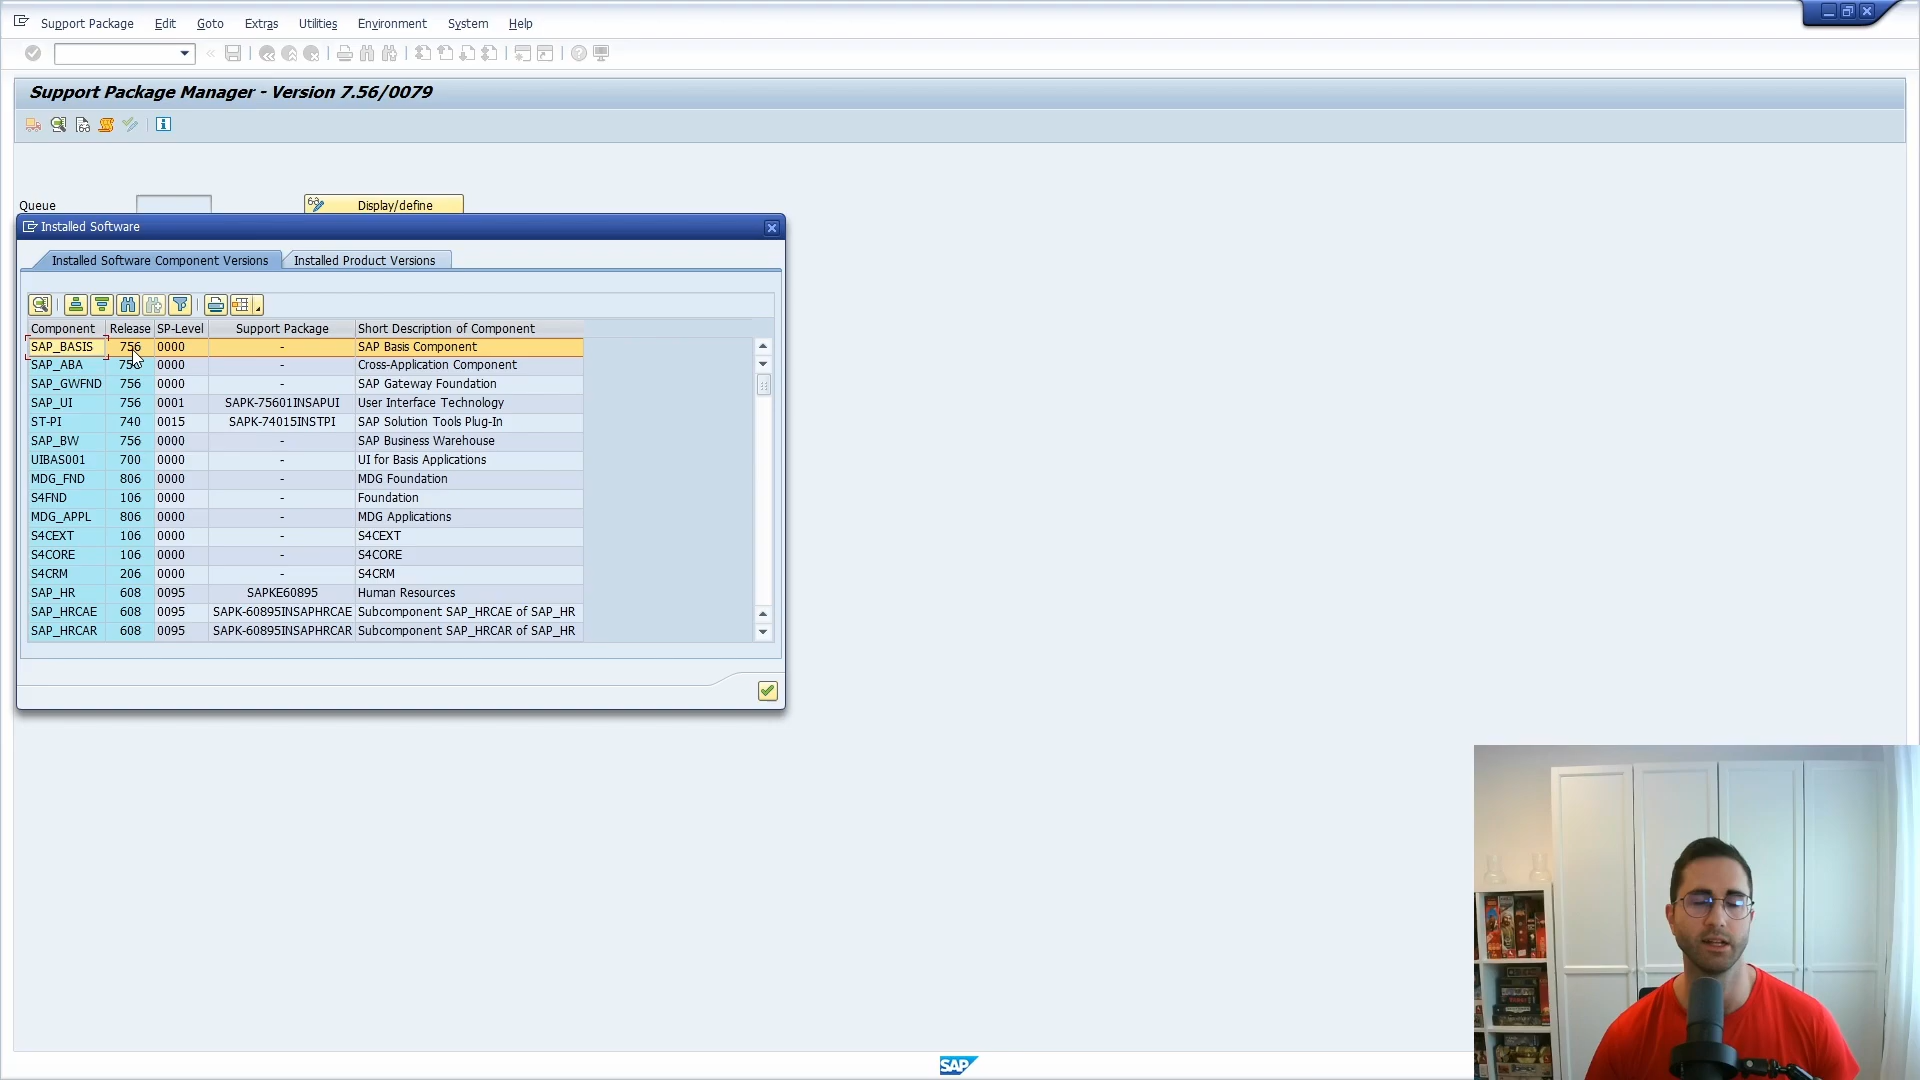 Support Package Edit Goto Extras Utilities Environment System Help
Support Package Manager - Version 7.56/0079
Queue Display/define
Installed Software
Installed Software Component Versions Installed Product Versions
Component Release SP-Level Support Package Short Description of Component
SAP_BASIS 756 0000 - SAP Basis Component
SAP_ABA 0000 - Cross-Application Component
SAP_GWFND 756 0000 - SAP Gateway Foundation
SAP_UI 756 0001 SAPK-75601INSAPUI User Interface Technology
ST-PI 740 0015 SAPK-74015INSTPI SAP Solution Tools Plug-In
SAP_BW 756 0000 - SAP Business Warehouse
UIBAS001 700 0000 - UI for Basis Applications
MDG_FND 806 0000 - MDG Foundation
S4FND 106 0000 - Foundation
MDG_APPL 806 0000 - MDG Applications
S4CEXT 106 0000 - S4CEXT
S4CORE 106 0000 - S4CORE
S4CRM 206 0000 - S4CRM
SAP_HR 608 0095 SAPKE60895 Human Resources
SAP_HRCAE 608 0095 SAPK-60895INSAPHRCAE Subcomponent SAP_HRCAE of SAP_HR
SAP_HRCAR 608 0095 SAPK-60895INSAPHRCAR Subcomponent SAP_HRCAR of SAP_HR
SAP